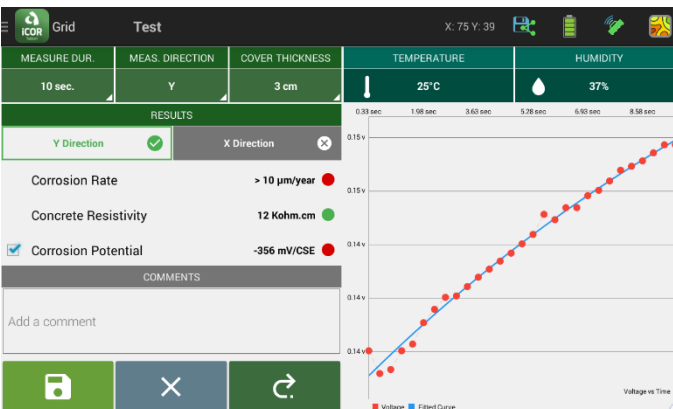 iCOR
Grid
Test
X: 75 Y: 39
MEASURE DUR.
MEAS. DIRECTION
COVER THICKNESS
TEMPERATURE
HUMIDITY
10 sec.
Y
3 cm
25°C
37%
RESULTS
Y Direction
X Direction
Corrosion Rate
> 10 μm/year
Concrete Resistivity
12 Kohm.cm
Corrosion Potential
-356 mV/CSE
COMMENTS
Add a comment
0.33 sec
1.98 sec
3.63 sec
5.28 sec
6.93 sec
8.58 sec
0.15 v
0.15 v
0.14 v
0.14 v
0.14 v
Voltage vs Time
Voltage
Fitted Curve